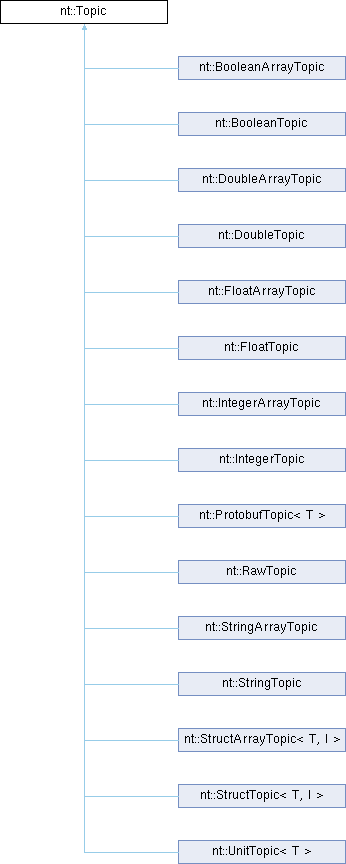 nt::Topic
nt::BooleanArrayTopic
nt::BooleanTopic
nt::DoubleArrayTopic
nt::DoubleTopic
nt::FloatArrayTopic
nt::FloatTopic
nt::IntegerArrayTopic
nt::IntegerTopic
nt::ProtobufTopic< T >
nt::RawTopic
nt::StringArrayTopic
nt::StringTopic
nt::StructArrayTopic< T, I >
nt::StructTopic< T, I >
nt::UnitTopic< T >